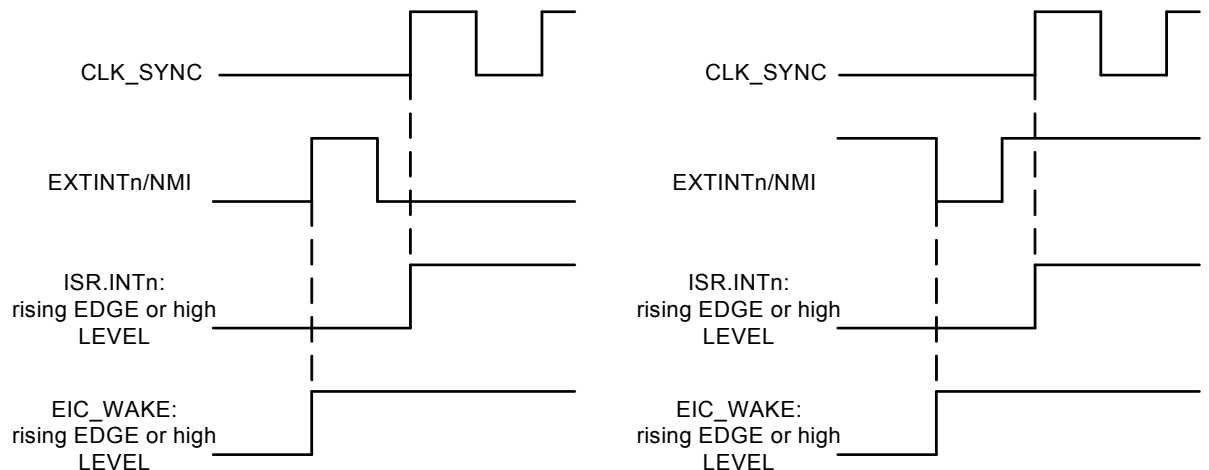 CLK_SYNC
EXTINTn/NMI
ISR.INTn:
rising EDGE or high
LEVEL
EIC_WAKE:
rising EDGE or high
LEVEL
CLK_SYNC
EXTINTn/NMI
ISR.INTn:
rising EDGE or high
LEVEL
EIC_WAKE:
rising EDGE or high
LEVEL